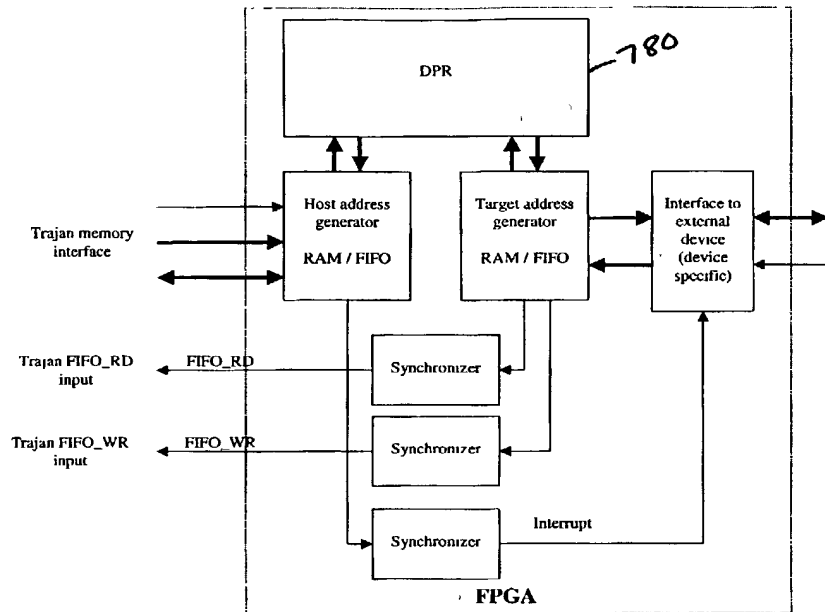 DPR
780
Host address
generator
RAM / FIFO
Target address
generator
RAM / FIFO
Interface to
external
device
(device
specific)
Trajan memory
interface
Trajan FIFO_RD
input
FIFO_RD
Synchronizer
Trajan FIFO_WR
input
FIFO_WR
Synchronizer
Synchronizer
Interrupt
FPGA